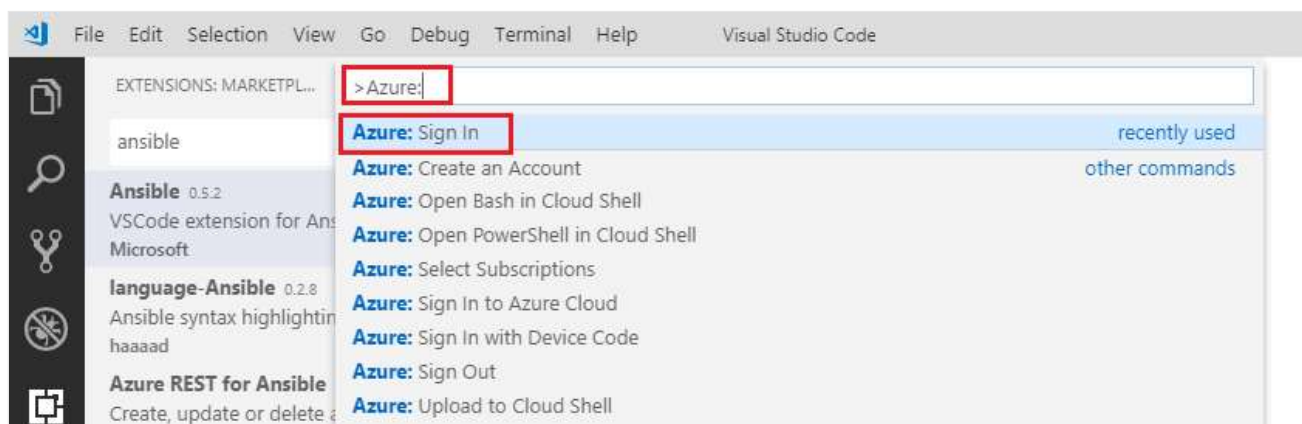 File Edit Selection View Go Debug Terminal Help Visual Studio Code
EXTENSIONS: MARKETPL...
ansible
Ansible 0.5.2
VSCode extension for Ans
Microsoft
language-Ansible 0.2.8
Ansible syntax highlightin
haaaad
Azure REST for Ansible
Create, update or delete a
>Azure:
Azure: Sign In recently used
Azure: Create an Account other commands
Azure: Open Bash in Cloud Shell
Azure: Open PowerShell in Cloud Shell
Azure: Select Subscriptions
Azure: Sign In to Azure Cloud
Azure: Sign In with Device Code
Azure: Sign Out
Azure: Upload to Cloud Shell